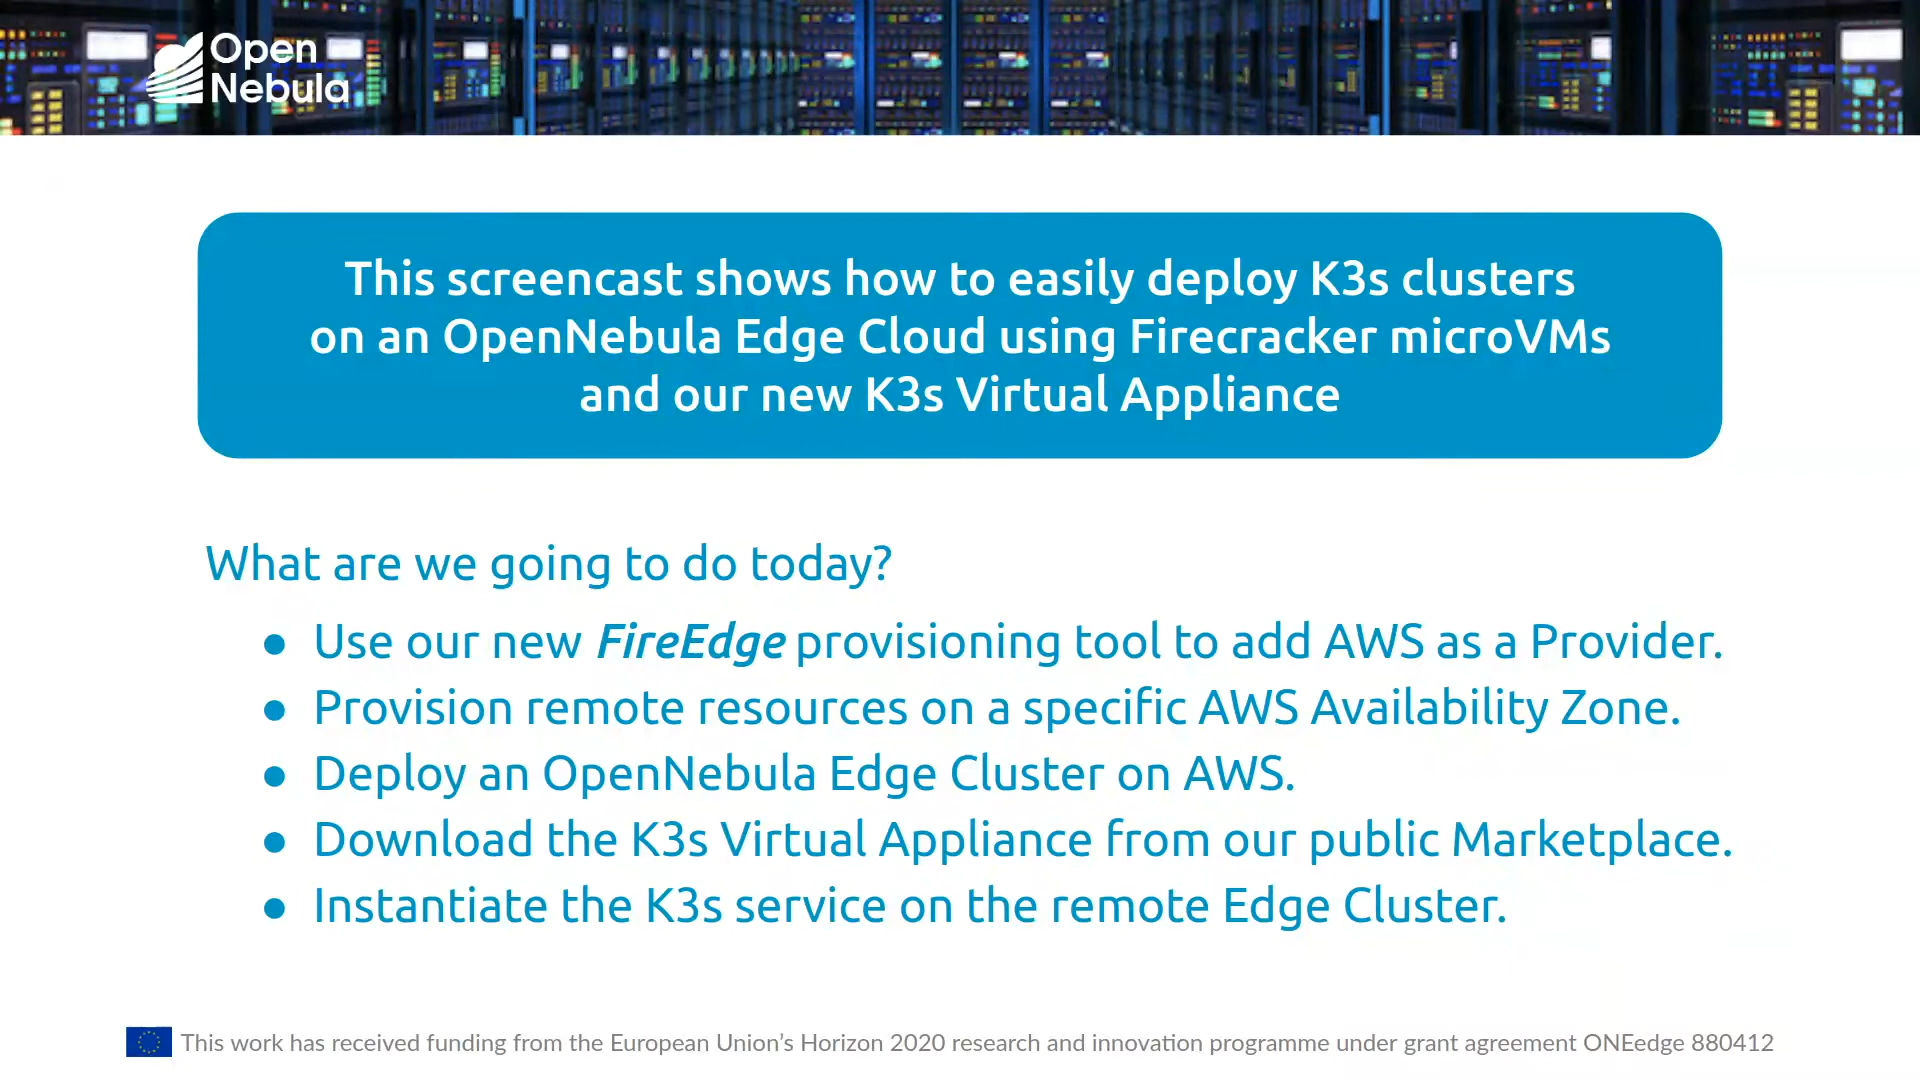 Open
Nebula
This screencast shows how to easily deploy K3s clusters
on an OpenNebula Edge Cloud using Firecracker microVMs
and our new K3s Virtual Appliance
What are we going to do today?
● Use our new FireEdge provisioning tool to add AWS as a Provider.
● Provision remote resources on a specific AWS Availability Zone.
● Deploy an OpenNebula Edge Cluster on AWS.
● Download the K3s Virtual Appliance from our public Marketplace.
● Instantiate the K3s service on the remote Edge Cluster.
This work has received funding from the European Union’s Horizon 2020 research and innovation programme under grant agreement ONEedge 880412